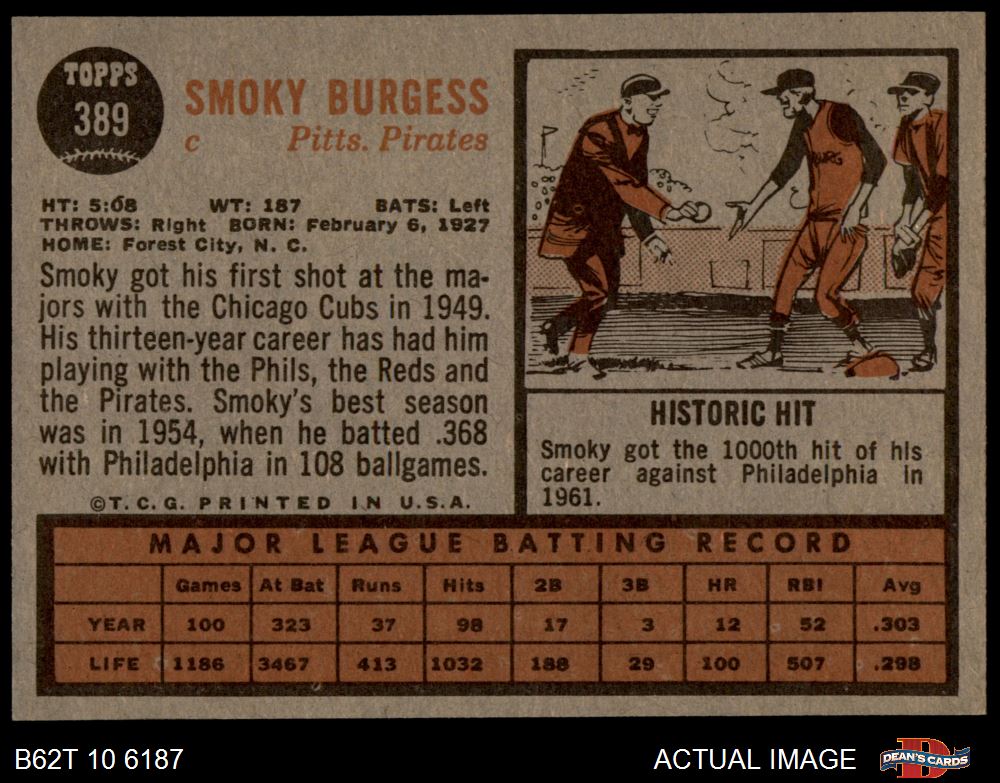 TOPPS
389
SMOKY BURGESS
c Pitts. Pirates
HT: 5:08 WT: 187 BATS: Left
THROWS: Right BORN: February 6, 1927
HOME: Forest City, N. C.
Smoky got his first shot at the ma-
jors with the Chicago Cubs in 1949.
His thirteen-year career has had him
playing with the Phils, the Reds and
the Pirates. Smoky's best season
was in 1954, when he batted .368
with Philadelphia in 108 ballgames.
©T.C.G. PRINTED IN U.S.A.
BURG
HISTORIC HIT
Smoky got the 1000th hit of his
career against Philadelphia in
1961.
MAJOR LEAGUE BATTING RECORD
Games At Bat Runs Hits 2B 3B HR RBI Avg
YEAR 100 323 37 98 17 3 12 52 .303
LIFE 1186 3467 413 1032 188 29 100 507 .298
B62T 10 6187 ACTUAL IMAGE D DEAN'S CARDS